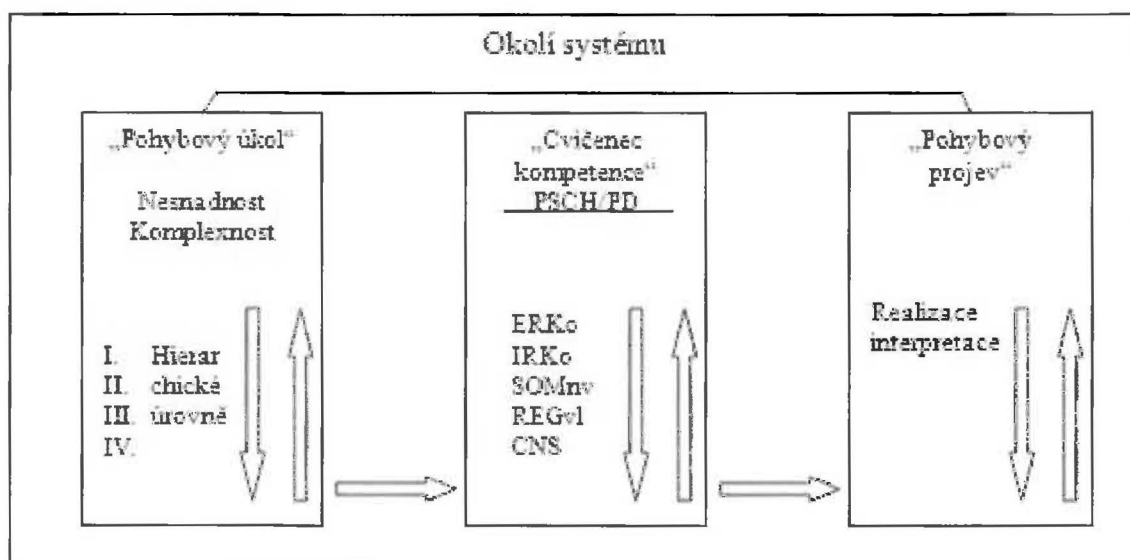 Okolí systému
„Pohybový úkol“
Nesnadnost
Komplexnost
I. Hierar
II. chické
III. úrovně
IV.
„Cvičenec
kompetence“
PSCH/PD
ERKo
IRKo
SOMnv
REGvl
CNS
„Pohybový
projev“
Realizace
interpretace